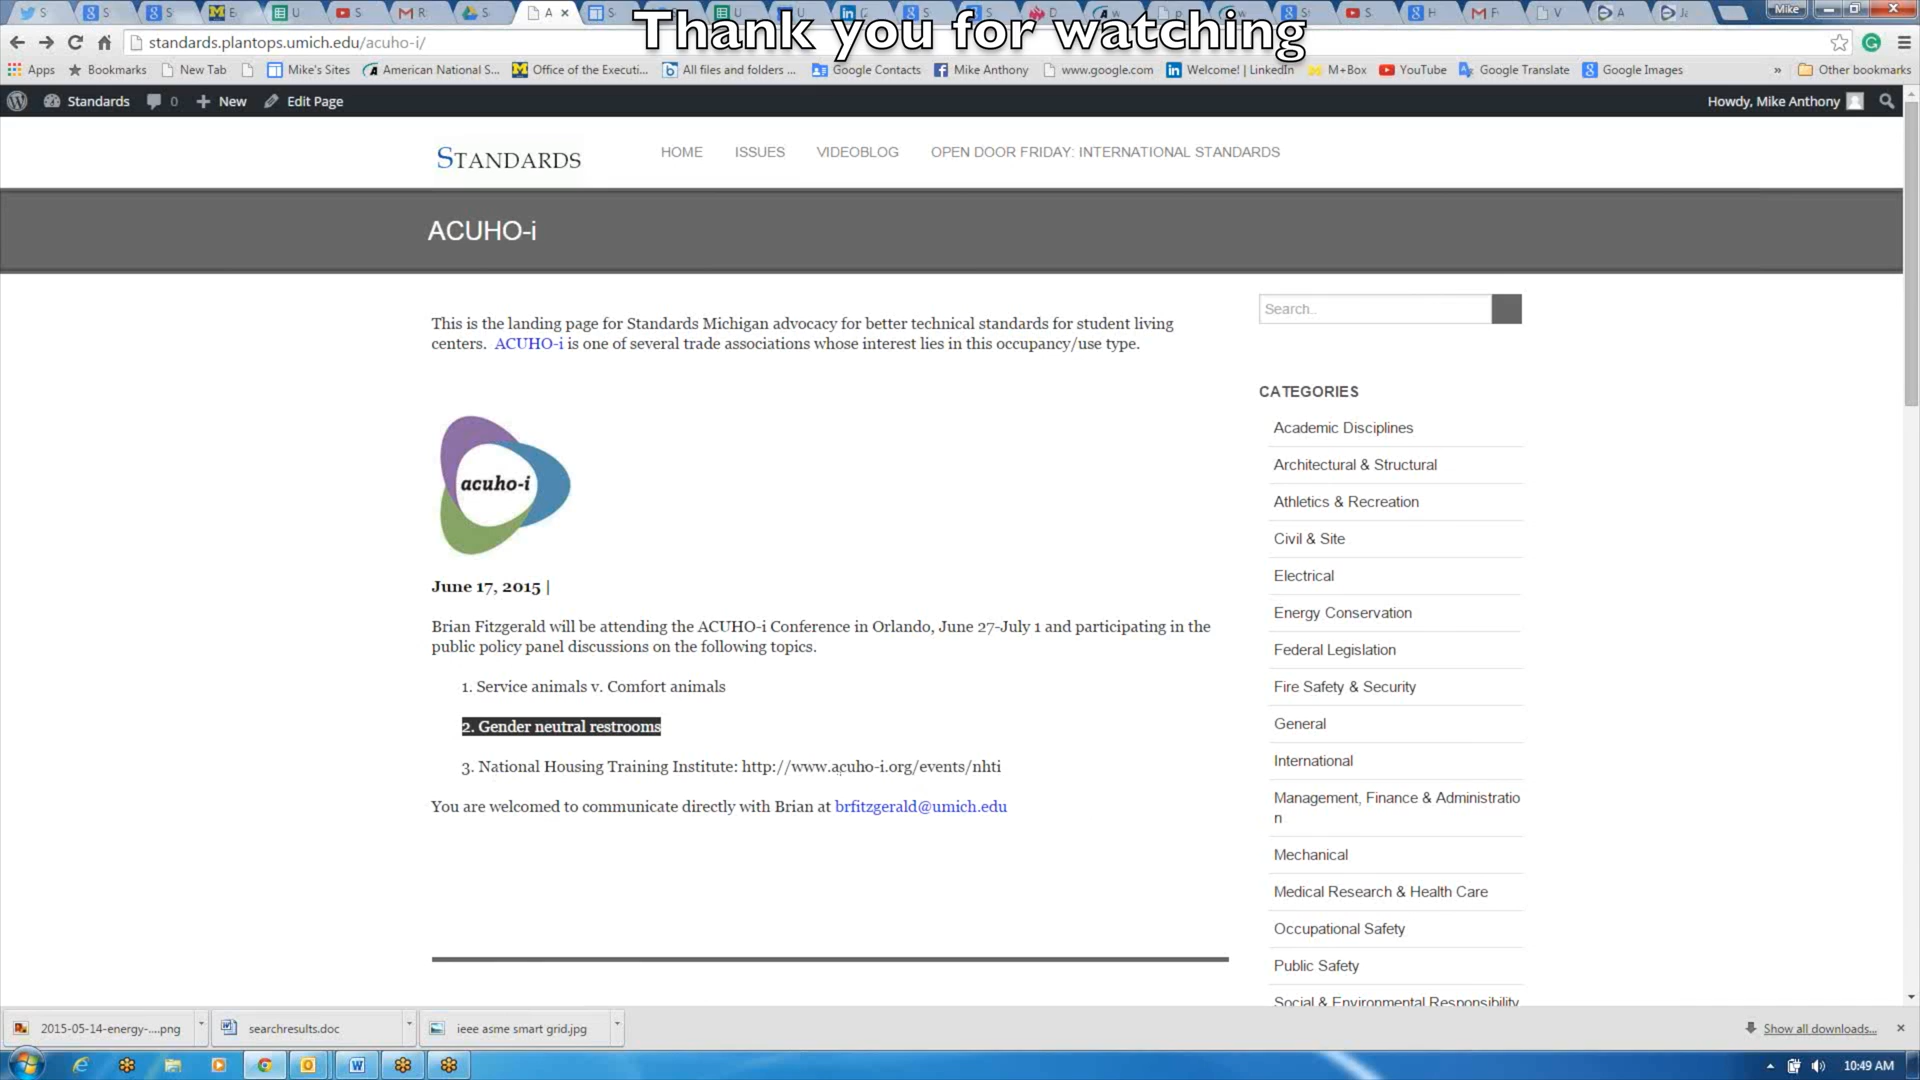 Thank you for watching
standards.plantops.umich.edu/acuho-i/
Apps Bookmarks New Tab Mike's Sites American National S... Office of the Executi... All files and folders ... Google Contacts Mike Anthony www.google.com Welcome! | LinkedIn M+Box YouTube Google Translate Google Images » Other bookmarks
Standards 0 New Edit Page Howdy, Mike Anthony
STANDARDS HOME ISSUES VIDEOBLOG OPEN DOOR FRIDAY: INTERNATIONAL STANDARDS
ACUHO-i
This is the landing page for Standards Michigan advocacy for better technical standards for student living
centers. ACUHO-i is one of several trade associations whose interest lies in this occupancy/use type.
acuho-i
June 17, 2015 |
Brian Fitzgerald will be attending the ACUHO-i Conference in Orlando, June 27-July 1 and participating in the
public policy panel discussions on the following topics.
1. Service animals v. Comfort animals
2. Gender neutral restrooms
3. National Housing Training Institute: http://www.acuho-i.org/events/nhti
You are welcomed to communicate directly with Brian at brfitzgerald@umich.edu
Search..
CATEGORIES
Academic Disciplines
Architectural & Structural
Athletics & Recreation
Civil & Site
Electrical
Energy Conservation
Federal Legislation
Fire Safety & Security
General
International
Management, Finance & Administratio
n
Mechanical
Medical Research & Health Care
Occupational Safety
Public Safety
Social & Environmental Responsibility
2015-05-14-energy-....png searchresults.doc ieee asme smart grid.jpg Show all downloads...
10:49 AM